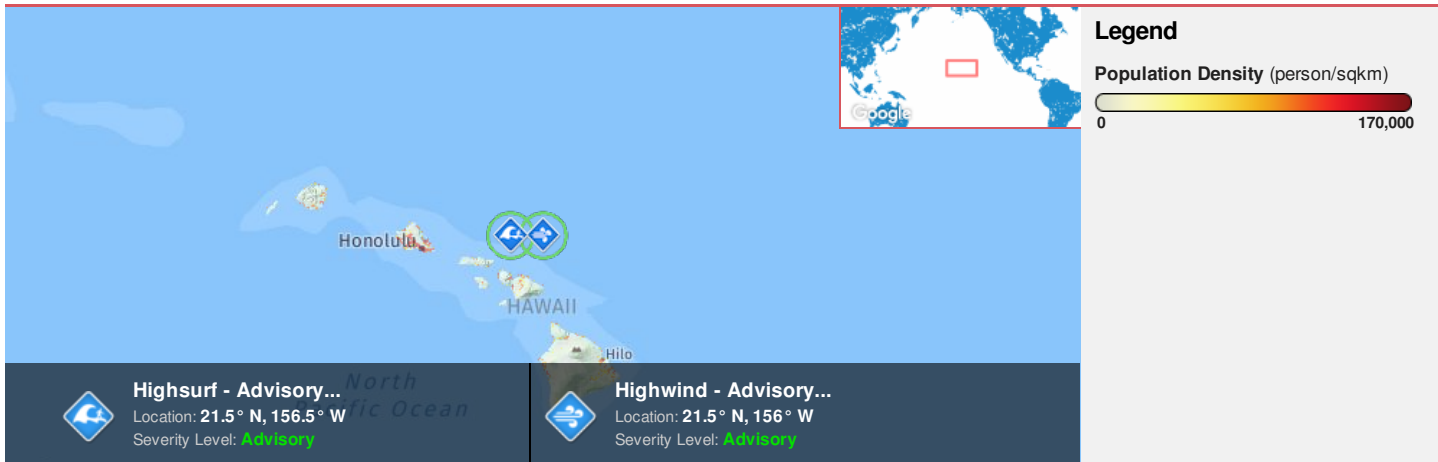 Google
Legend
Population Density (person/sqkm)
0
170,000
Honolulu
HAWAII
Hilo
North
Pacific Ocean
Highsurf - Advisory...
Location: 21.5° N, 156.5° W
Severity Level: Advisory
Highwind - Advisory...
Location: 21.5° N, 156° W
Severity Level: Advisory